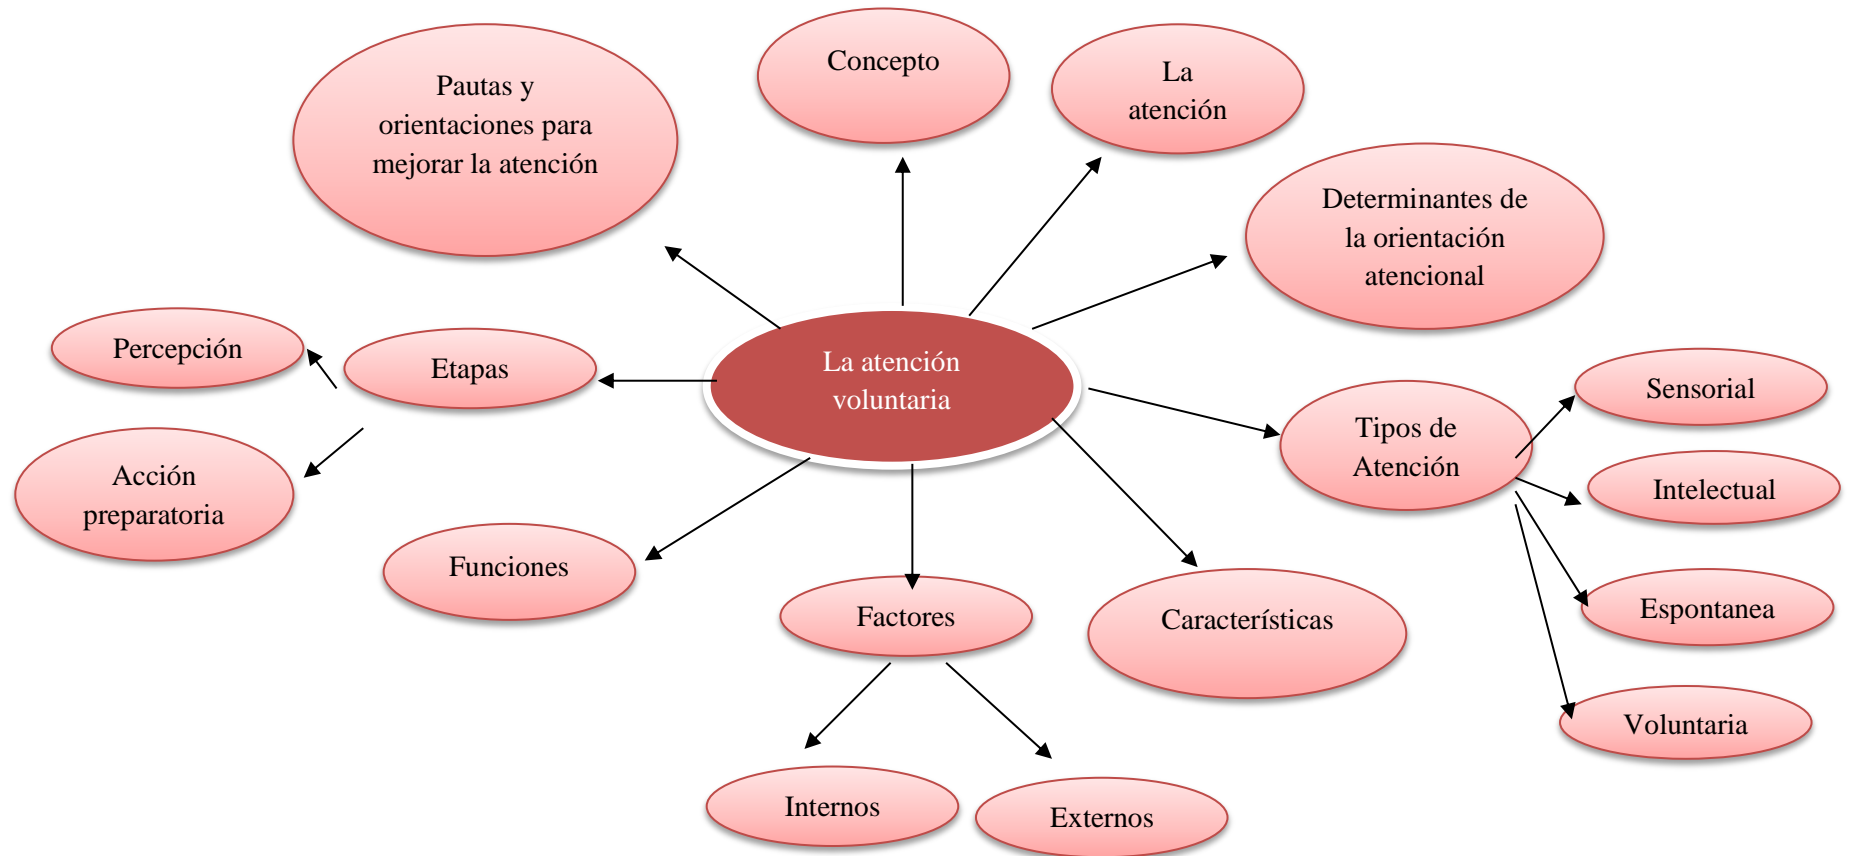 Concepto
La
atención
Pautas y
orientaciones para
mejorar la atención
Determinantes de
la orientación
atencional
Percepción
Etapas
La atención
voluntaria
Sensorial
Tipos de
Atención
Acción
preparatoria
Intelectual
Funciones
Factores
Características
Espontanea
Voluntaria
Internos
Externos